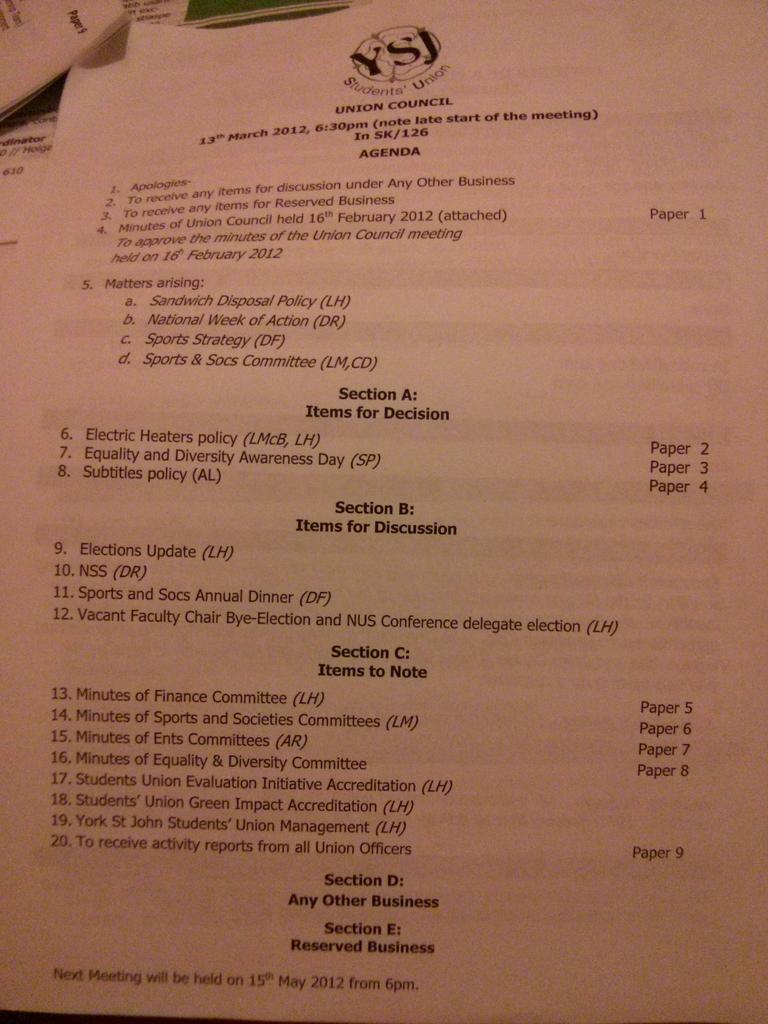 Paper 9
YSJ
Students' Union
UNION COUNCIL
13th March 2012, 6:30pm (note late start of the meeting)
In SK/126
AGENDA
1. Apologies-
2. To receive any items for discussion under Any Other Business
3. To receive any items for Reserved Business
4. Minutes of Union Council held 16th February 2012 (attached) Paper 1
To approve the minutes of the Union Council meeting
held on 16th February 2012
5. Matters arising:
a. Sandwich Disposal Policy (LH)
b. National Week of Action (DR)
c. Sports Strategy (DF)
d. Sports & Socs Committee (LM,CD)
Section A:
Items for Decision
6. Electric Heaters policy (LMcB, LH) Paper 2
7. Equality and Diversity Awareness Day (SP) Paper 3
8. Subtitles policy (AL) Paper 4
Section B:
Items for Discussion
9. Elections Update (LH)
10. NSS (DR)
11. Sports and Socs Annual Dinner (DF)
12. Vacant Faculty Chair Bye-Election and NUS Conference delegate election (LH)
Section C:
Items to Note
13. Minutes of Finance Committee (LH) Paper 5
14. Minutes of Sports and Societies Committees (LM) Paper 6
15. Minutes of Ents Committees (AR) Paper 7
16. Minutes of Equality & Diversity Committee Paper 8
17. Students Union Evaluation Initiative Accreditation (LH)
18. Students' Union Green Impact Accreditation (LH)
19. York St John Students' Union Management (LH)
20. To receive activity reports from all Union Officers Paper 9
Section D:
Any Other Business
Section E:
Reserved Business
Next Meeting will be held on 15th May 2012 from 6pm.
610